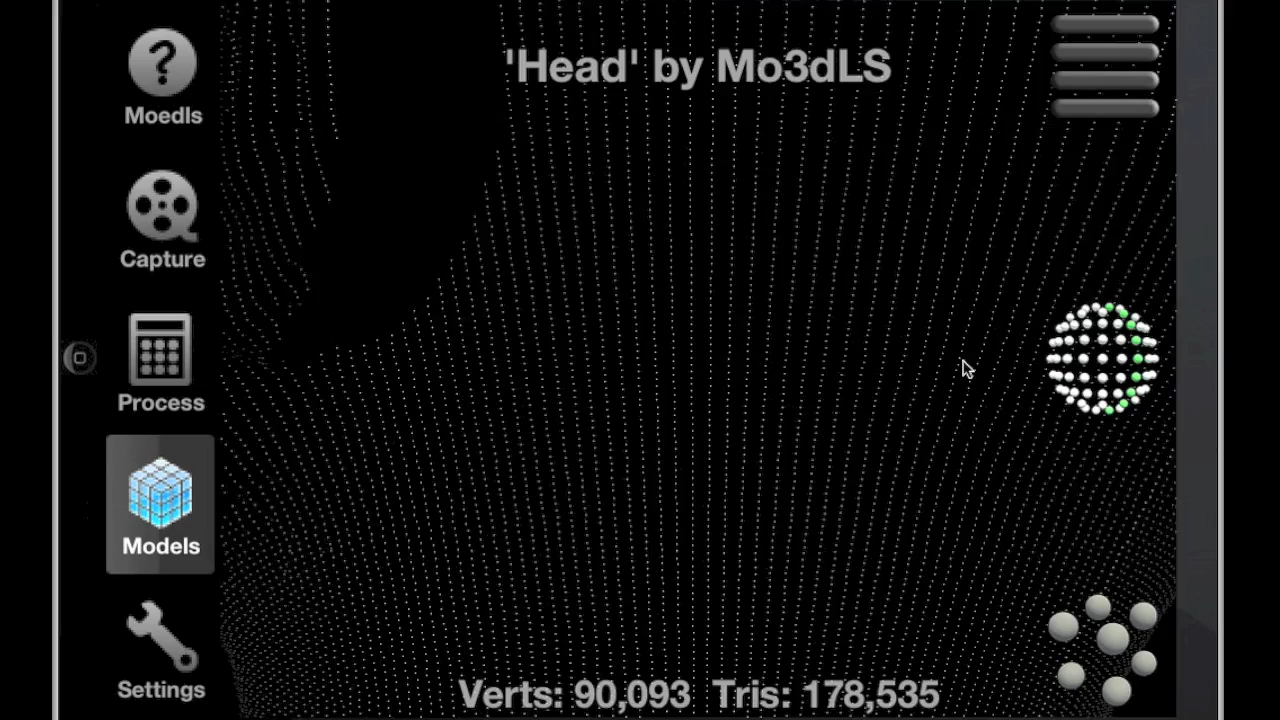 'Head' by Mo3dLS
Moedls
Capture
Process
Models
Settings
Verts: 90,093 Tris: 178,535